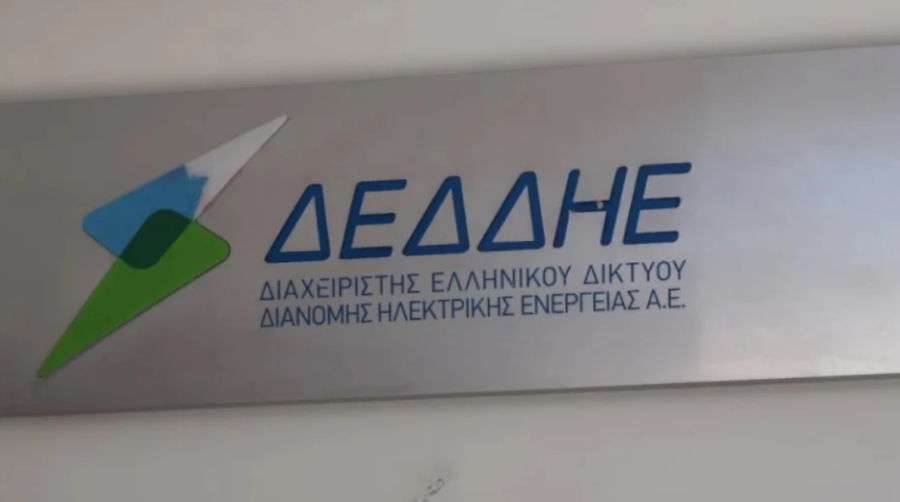 ΔΕΔΔΗΕ
ΔΙΑΧΕΙΡΙΣΤΗΣ ΕΛΛΗΝΙΚΟΥ ΔΙΚΤΥΟΥ
ΔΙΑΝΟΜΗΣ ΗΛΕΚΤΡΙΚΗΣ ΕΝΕΡΓΕΙΑΣ Α.Ε.